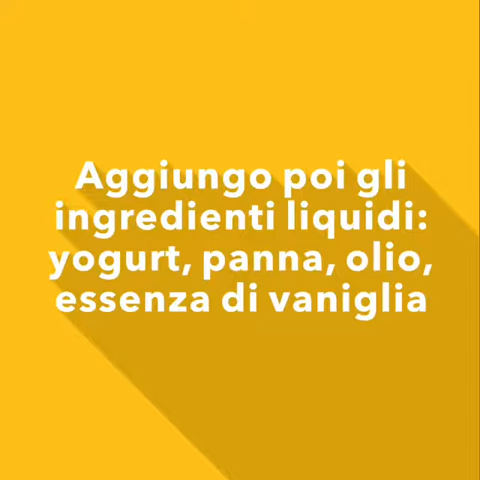 Aggiungo poi gli
ingredienti liquidi:
yogurt, panna, olio,
essenza di vaniglia